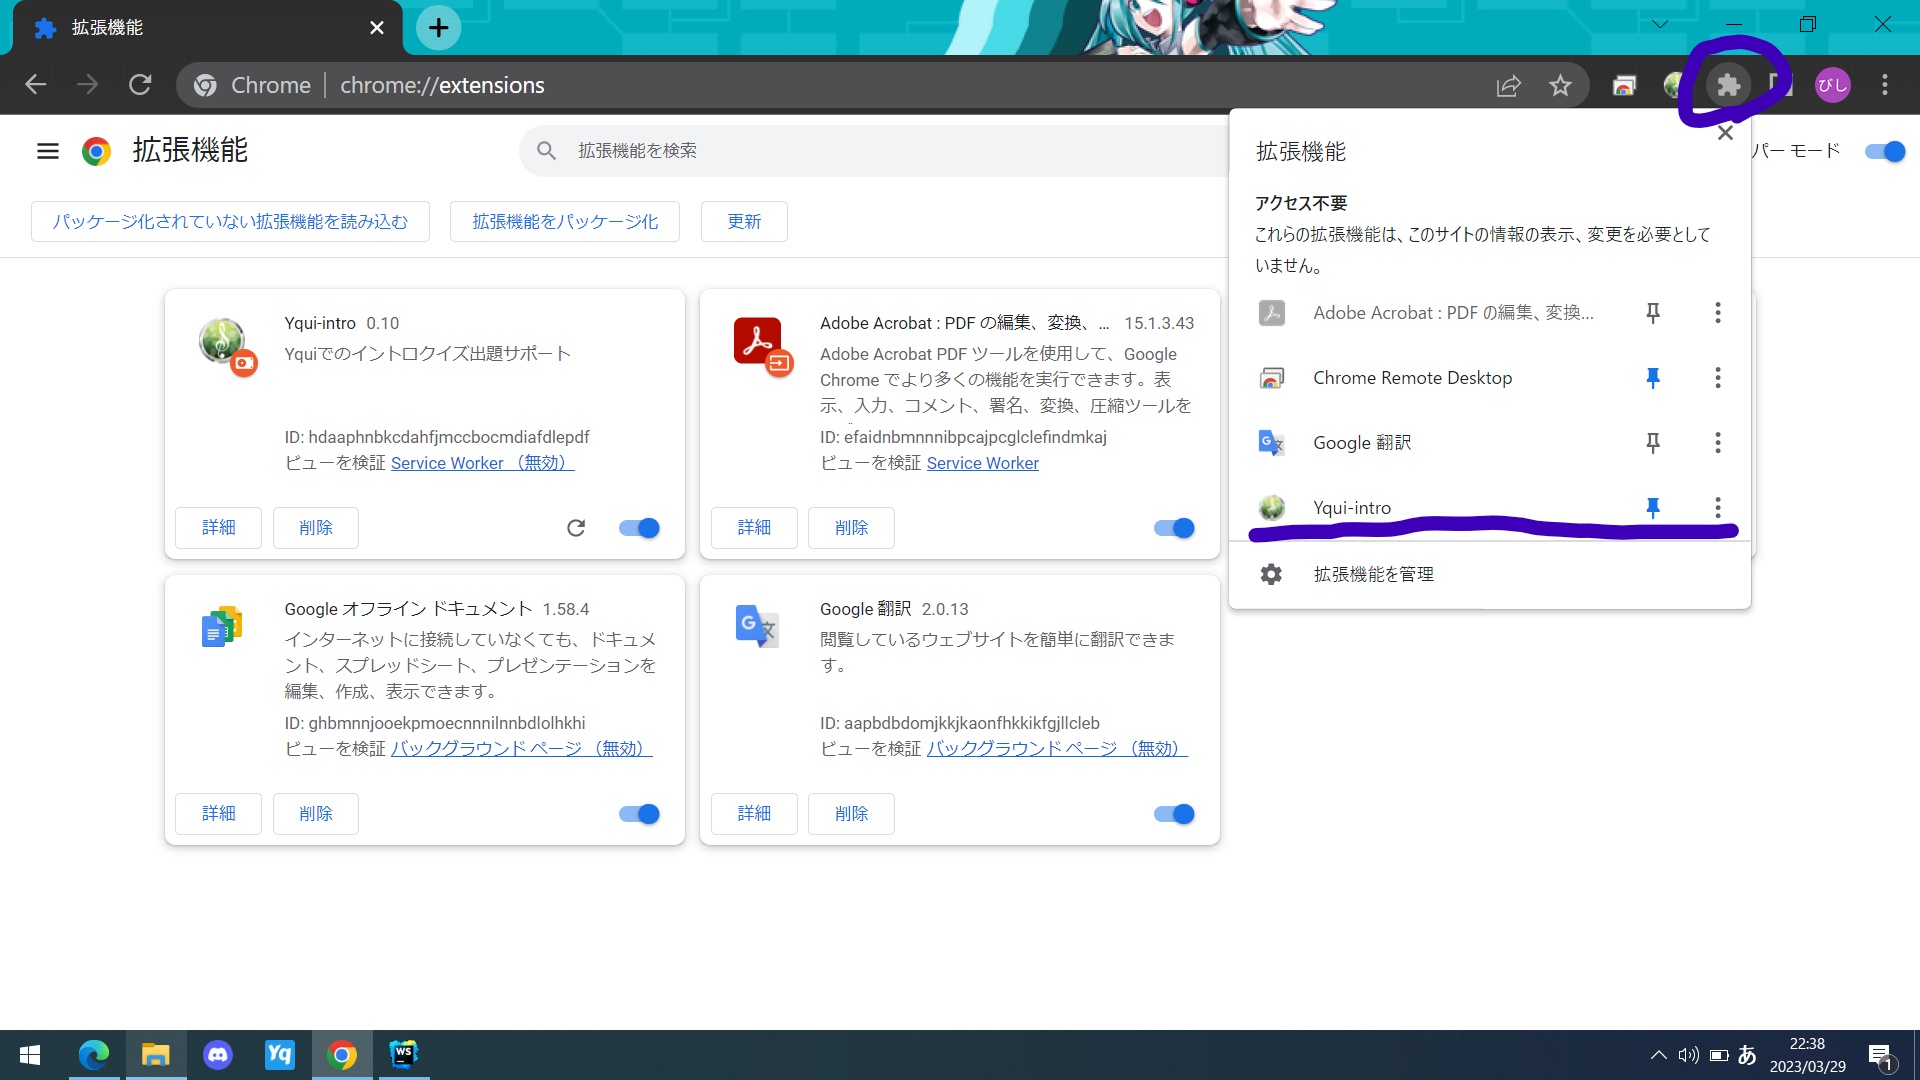 拡張機能
Chrome
chrome://extensions
びし
拡張機能
拡張機能を検索
パー モード
パッケージ化されていない拡張機能を読み込む
拡張機能をパッケージ化
更新
拡張機能
アクセス不要
これらの拡張機能は、このサイトの情報の表示、変更を必要として
いません。
Adobe Acrobat : PDF の編集、変換...
Chrome Remote Desktop
Google 翻訳
Yqui-intro
拡張機能を管理
Yqui-intro 0.10
Yquiでのイントロクイズ出題サポート
ID: hdaaphnbkcdahfjmccbocmdiafdlepdf
ビューを検証 Service Worker （無効）
詳細
削除
Adobe Acrobat : PDF の編集、変換、... 15.1.3.43
Adobe Acrobat PDF ツールを使用して、Google
Chrome でより多くの機能を実行できます。表
示、入力、コメント、署名、変換、圧縮ツールを
ID: efaidnbmnnnibpcajpcglclefindmkaj
ビューを検証 Service Worker
詳細
削除
Google オフライン ドキュメント 1.58.4
インターネットに接続していなくても、ドキュメ
ント、スプレッドシート、プレゼンテーションを
編集、作成、表示できます。
ID: ghbmnnjooekpmoecnnnilnnbdlolhkhi
ビューを検証 バックグラウンド ページ （無効）
詳細
削除
Google 翻訳 2.0.13
閲覧しているウェブサイトを簡単に翻訳できま
す。
ID: aapbdbdomjkkjkaonfhkkikfgjllcleb
ビューを検証 バックグラウンド ページ （無効）
詳細
削除
Yq
WS
あ
22:38
2023/03/29
1